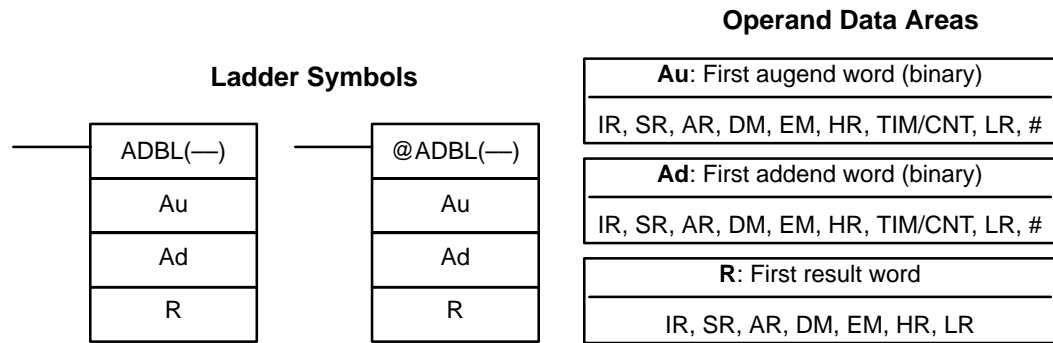 Operand Data Areas
Ladder Symbols
ADBL(––)
Au
Ad
R
@ADBL(––)
Au
Ad
R
Au: First augend word (binary)
IR, SR, AR, DM, EM, HR, TIM/CNT, LR, #
Ad: First addend word (binary)
IR, SR, AR, DM, EM, HR, TIM/CNT, LR, #
R: First result word
IR, SR, AR, DM, EM, HR, LR